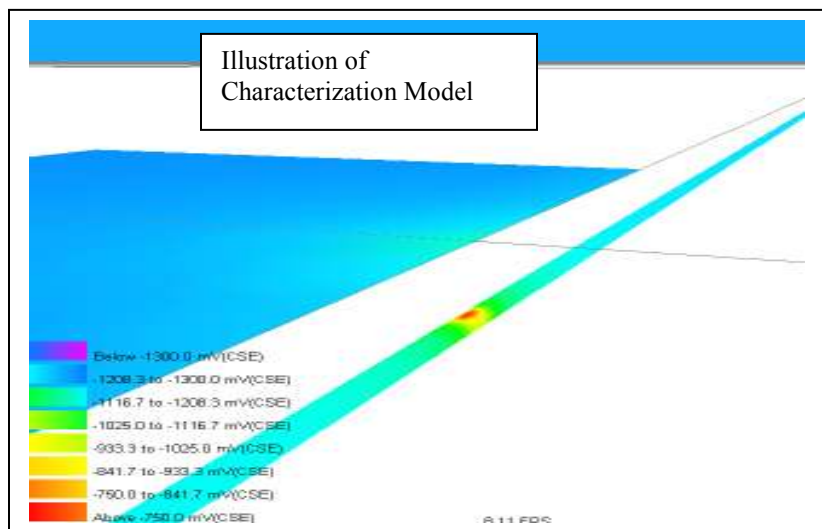 Illustration of
Characterization Model
Below -1300.0 mV(CSE)
-1208.3 to -1300.0 mV(CSE)
-1116.7 to -1208.3 mV(CSE)
-1025.0 to -1116.7 mV(CSE)
-933.3 to -1025.0 mV(CSE)
-841.7 to -933.3 mV(CSE)
-750.0 to -841.7 mV(CSE)
Above -750.0 mV(CSE)
FPS